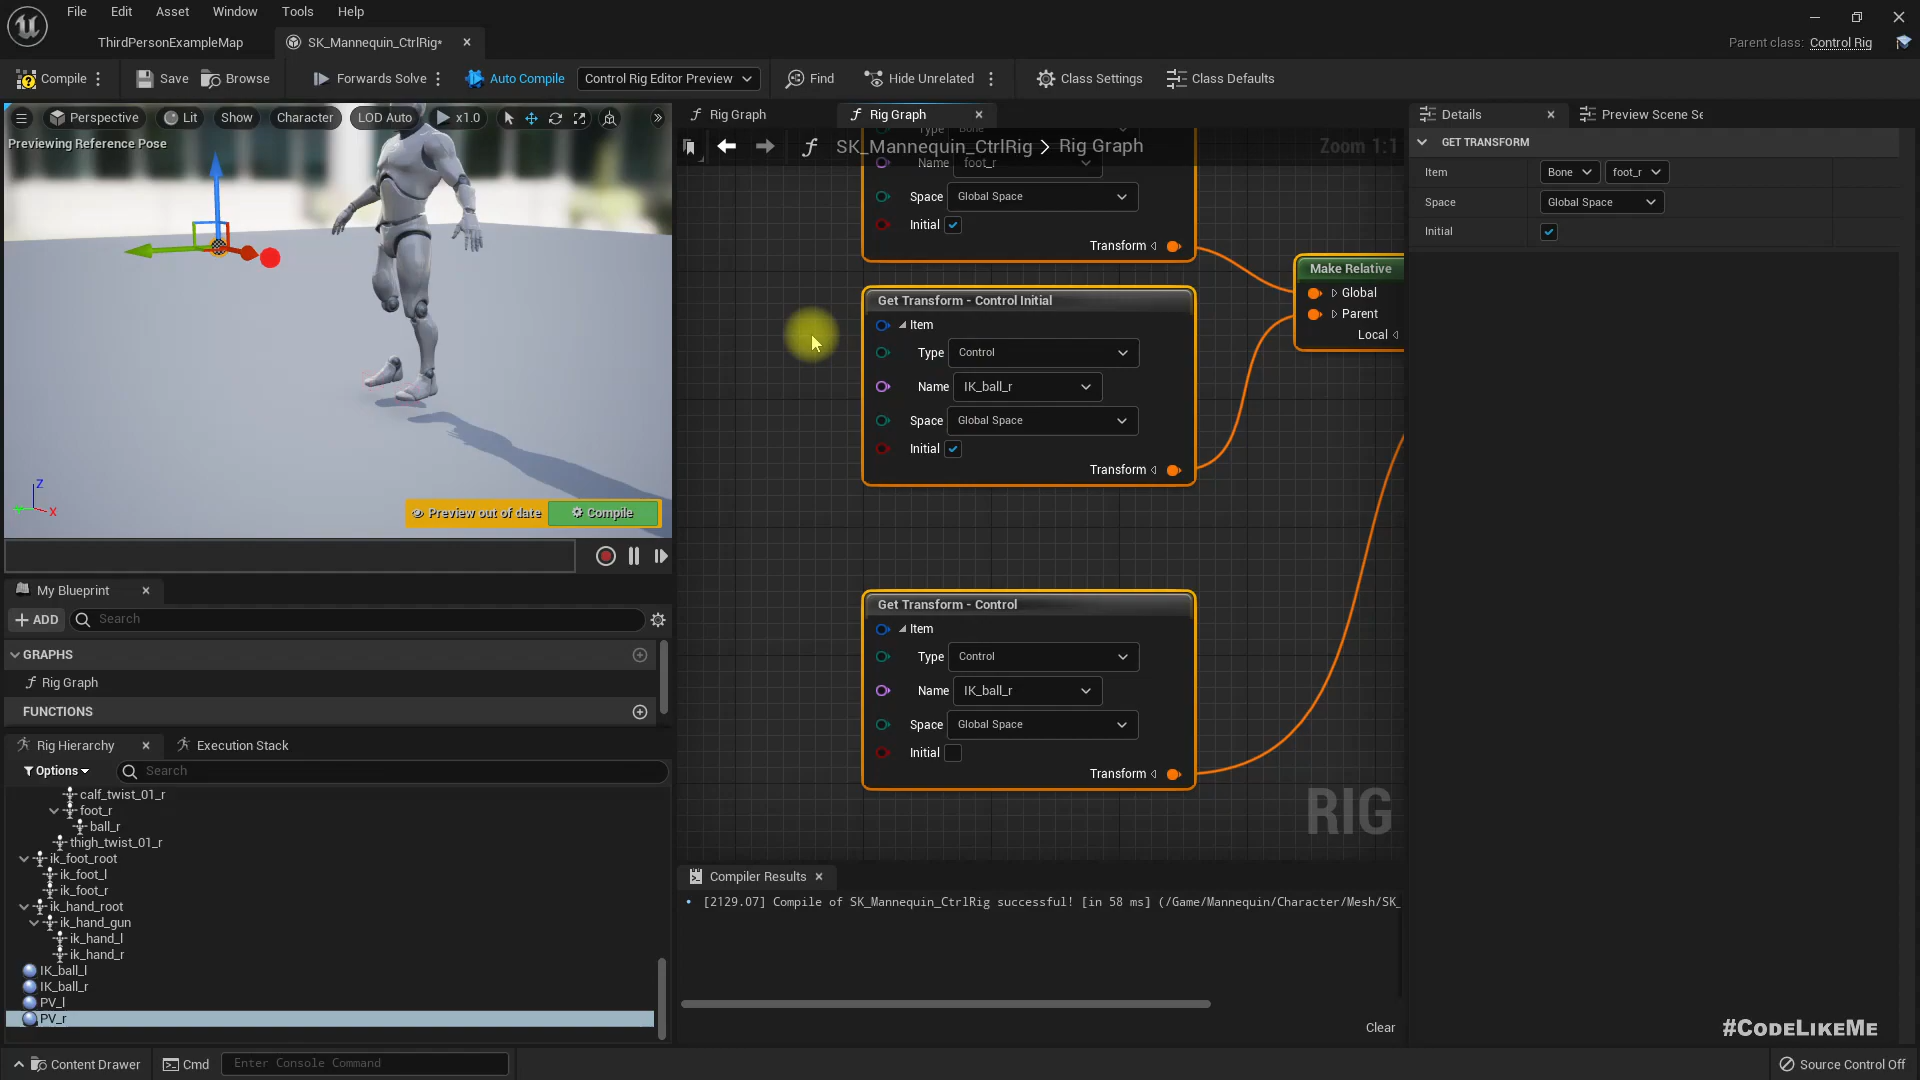 File Edit Asset Window Tools Help
ThirdPersonExampleMap
SK_Mannequin_CtrlRig*
Parent class: Control Rig
Compile
Save
Browse
Forwards Solve
Auto Compile
Control Rig Editor Preview
Find
Hide Unrelated
Class Settings
Class Defaults
Perspective
Lit
Show
Character
LOD Auto
x1.0
Previewing Reference Pose
Z
X
Preview out of date
Compile
My Blueprint
ADD
Search
GRAPHS
Rig Graph
FUNCTIONS
Rig Hierarchy
Execution Stack
Options
Search
calf_twist_01_r
foot_r
ball_r
thigh_twist_01_r
ik_foot_root
ik_foot_l
ik_foot_r
ik_hand_root
ik_hand_gun
ik_hand_l
ik_hand_r
IK_ball_l
IK_ball_r
PV_l
PV_r
Rig Graph
Rig Graph
SK_Mannequin_CtrlRig > Rig Graph
Zoom 1:1
Type Bone
Name foot_r
Space Global Space
Initial
Transform
Get Transform - Control Initial
Item
Type Control
Name IK_ball_r
Space Global Space
Initial
Transform
Make Relative
Global
Parent
Local
Get Transform - Control
Item
Type Control
Name IK_ball_r
Space Global Space
Initial
Transform
RIG
Compiler Results
[2129.07] Compile of SK_Mannequin_CtrlRig successful! [in 58 ms] (/Game/Mannequin/Character/Mesh/SK_
Clear
Details
Preview Scene Se
GET TRANSFORM
Item Bone foot_r
Space Global Space
Initial
#CodeLikeMe
Content Drawer
Cmd
Enter Console Command
Source Control Off